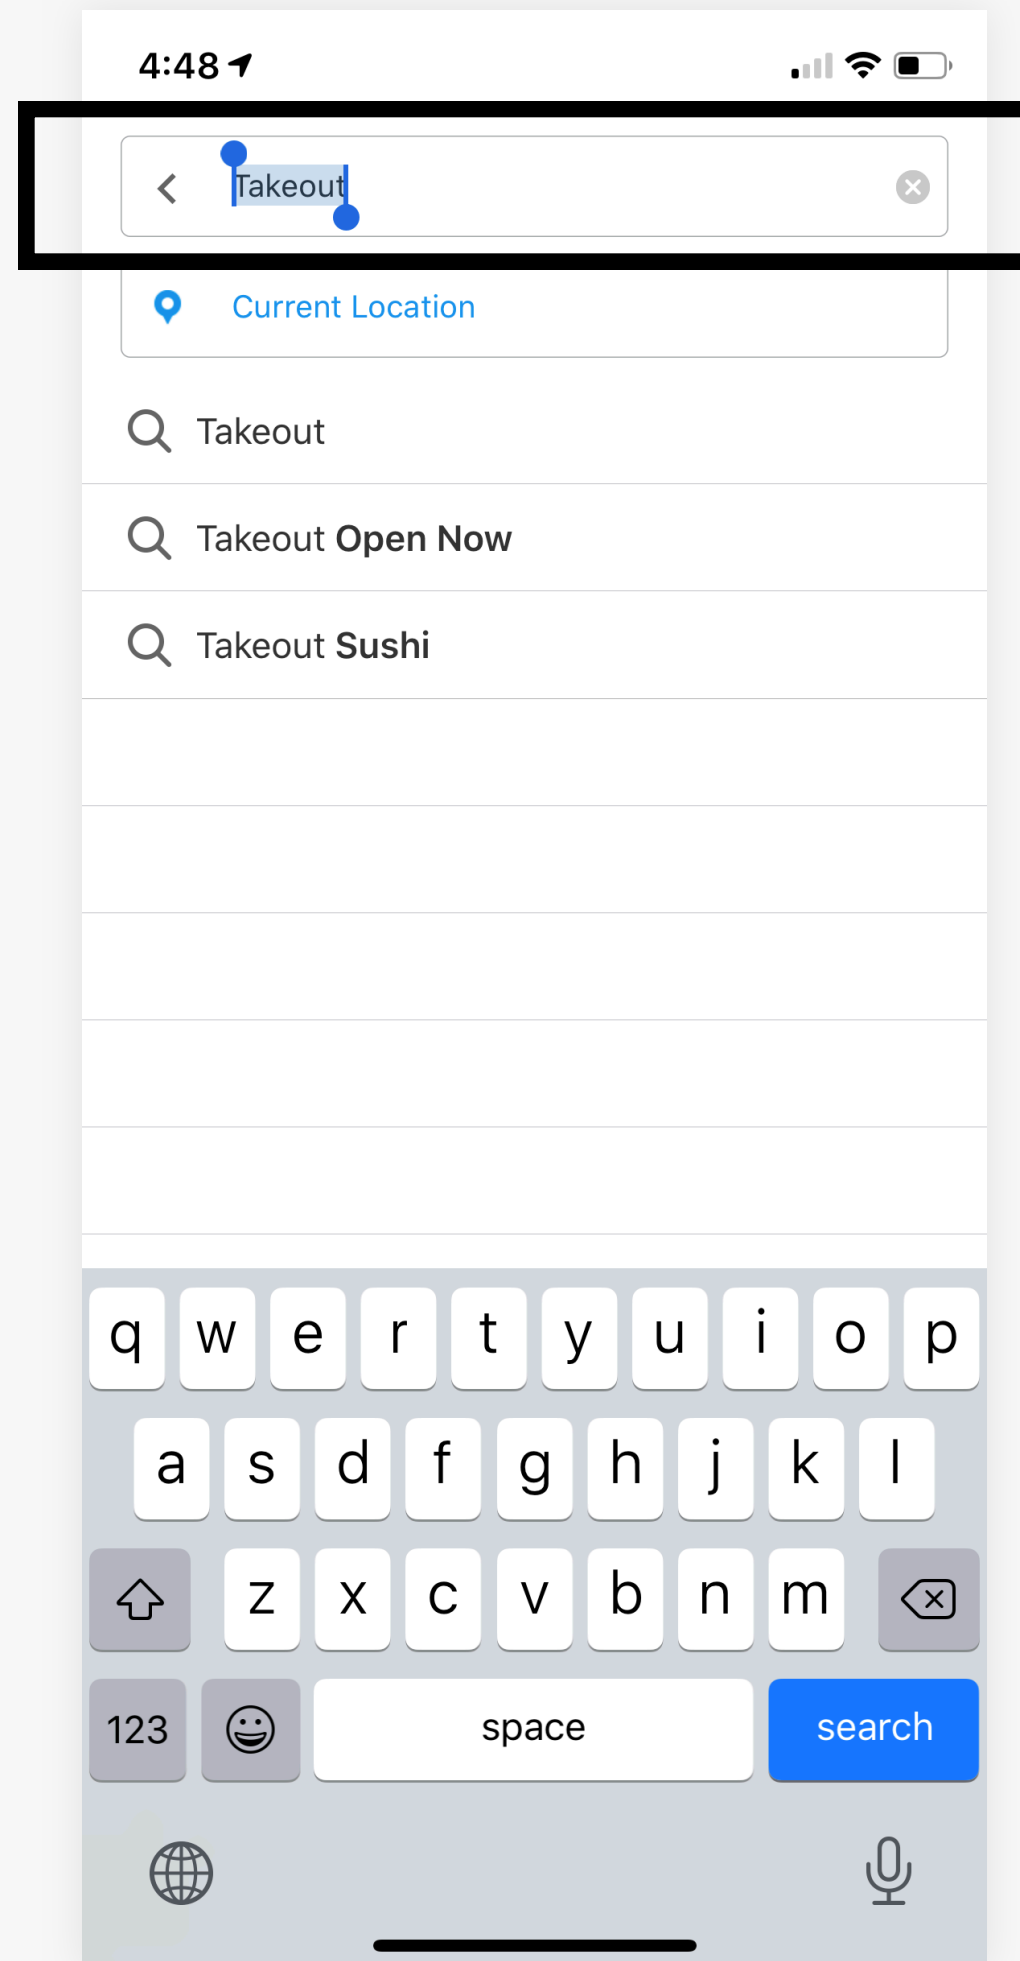 4:48
Takeout
Current Location
Takeout
Takeout Open Now
Takeout Sushi
q w e r t y u i o p
a s d f g h j k l
z x c v b n m
123 space search